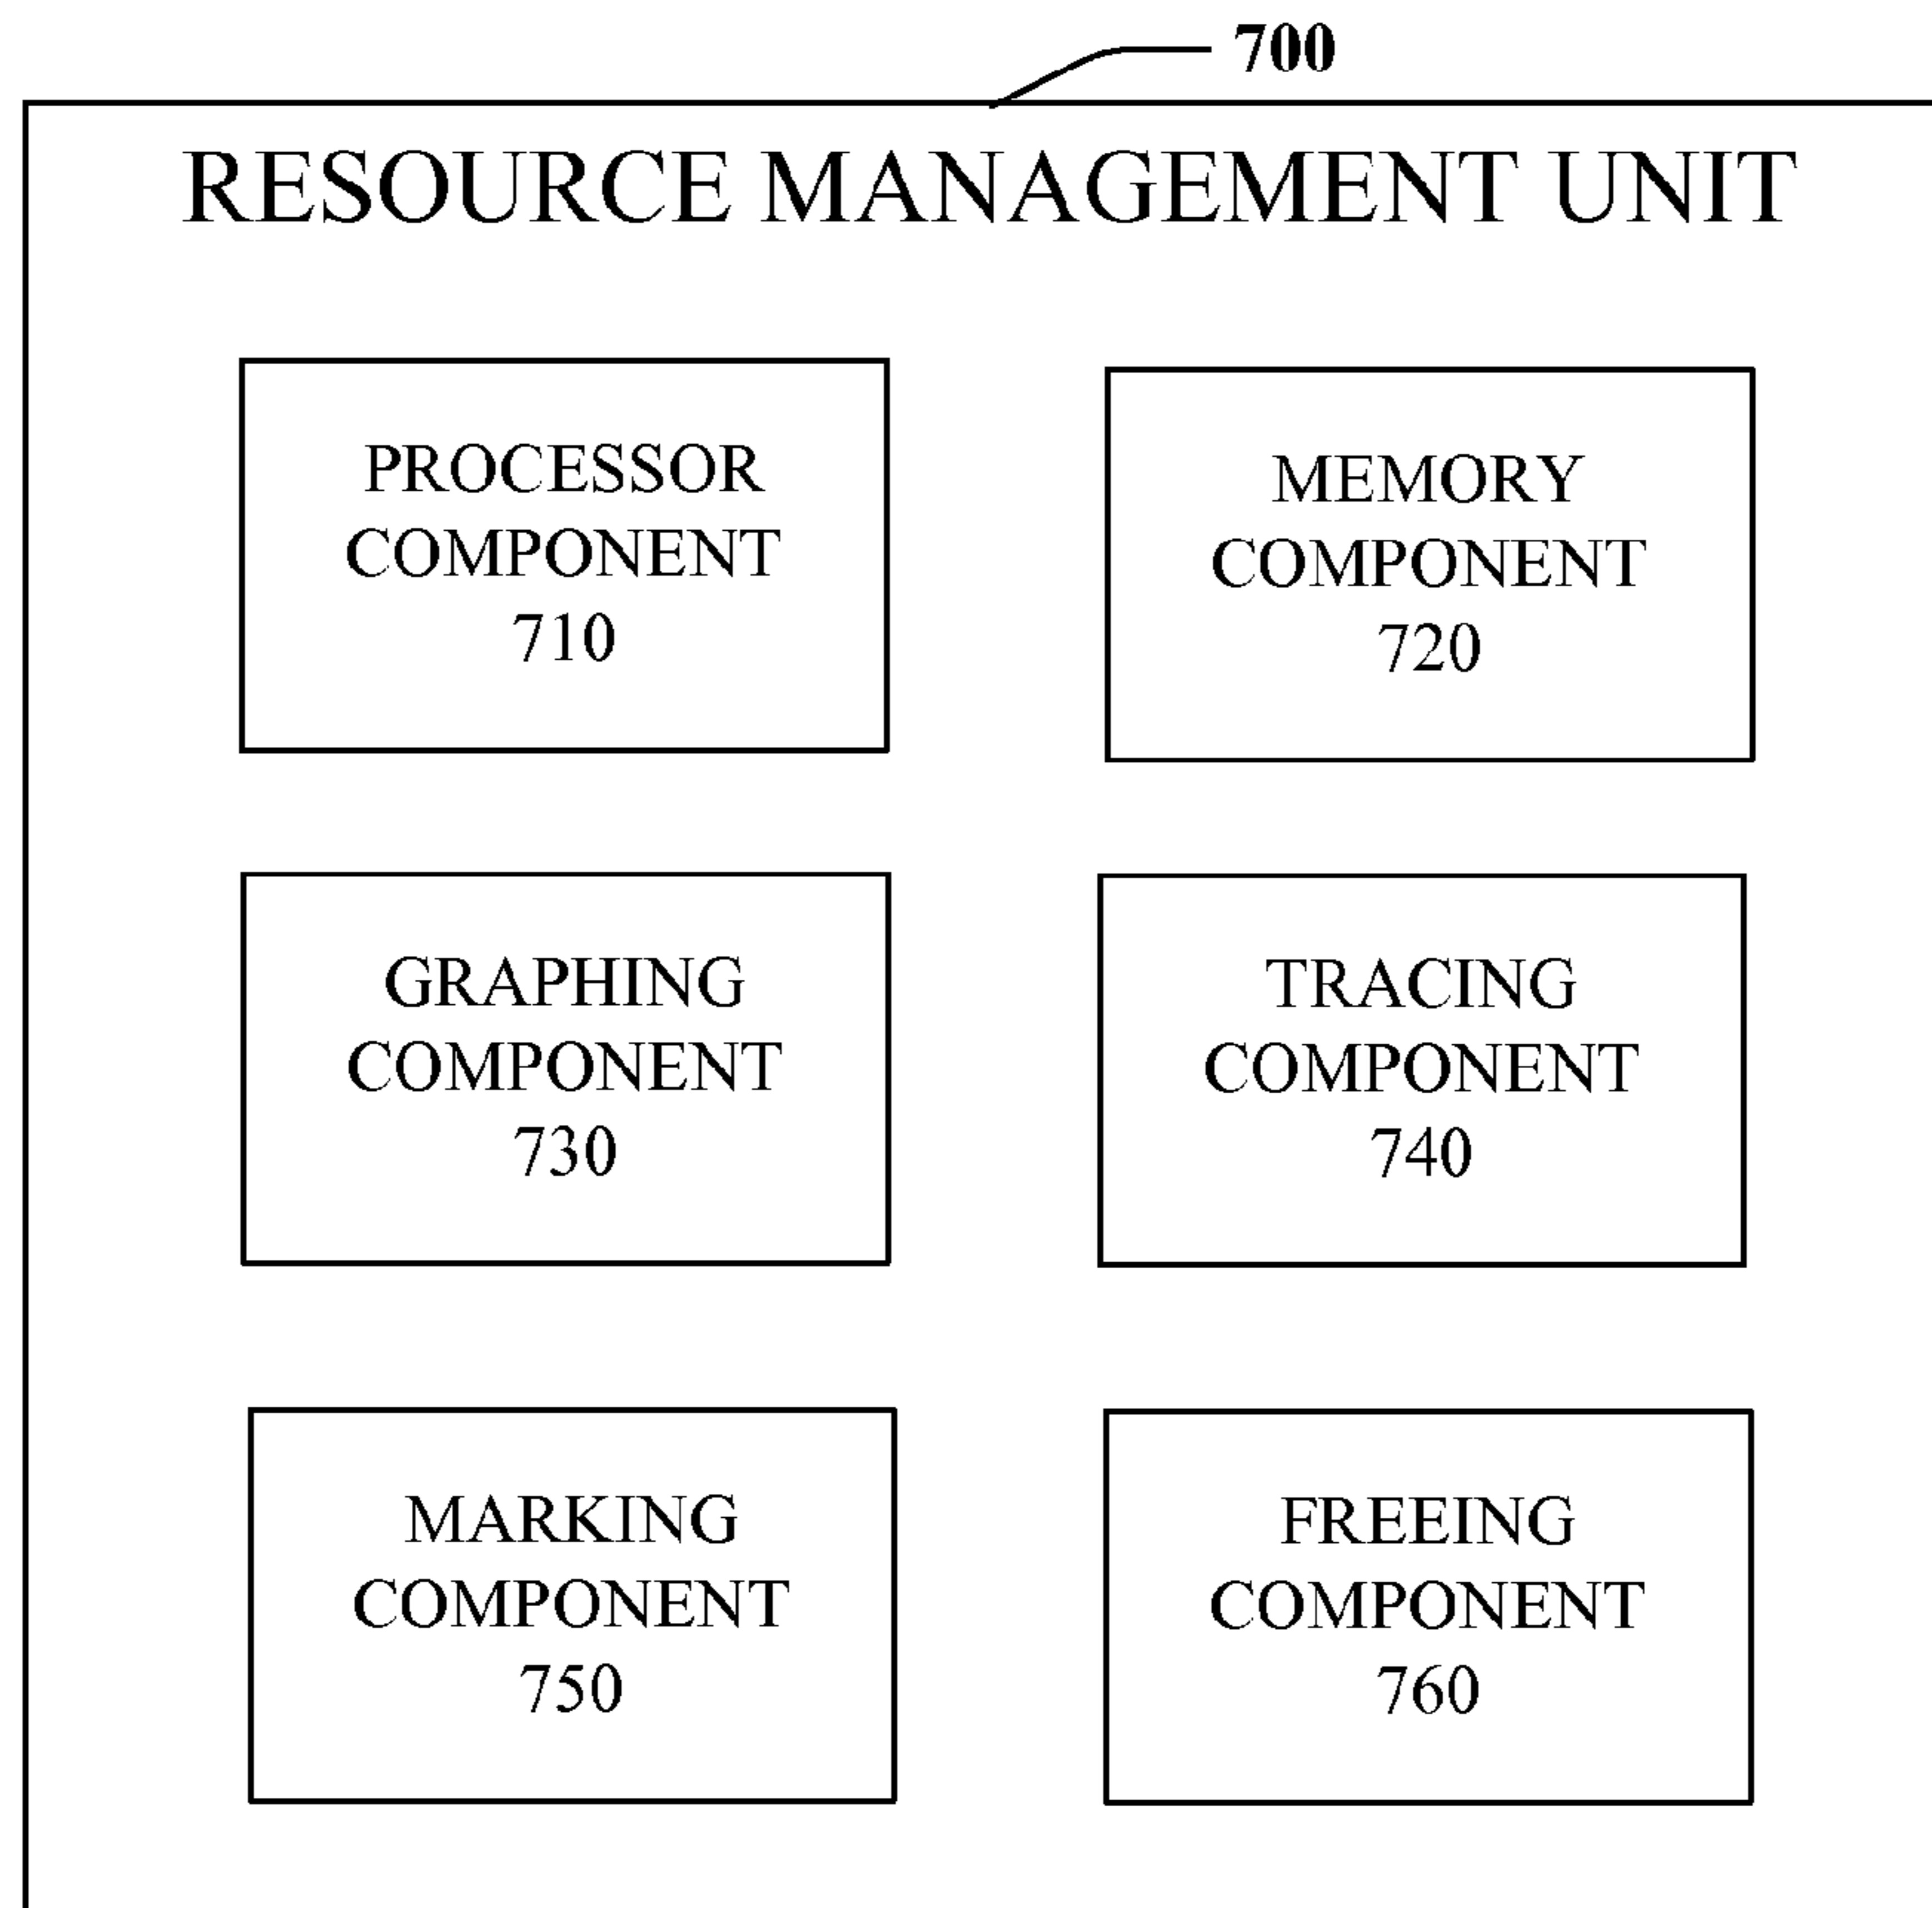 700
RESOURCE MANAGEMENT UNIT
PROCESSOR
COMPONENT
710
MEMORY
COMPONENT
720
GRAPHING
COMPONENT
730
TRACING
COMPONENT
740
MARKING
COMPONENT
750
FREEING
COMPONENT
760